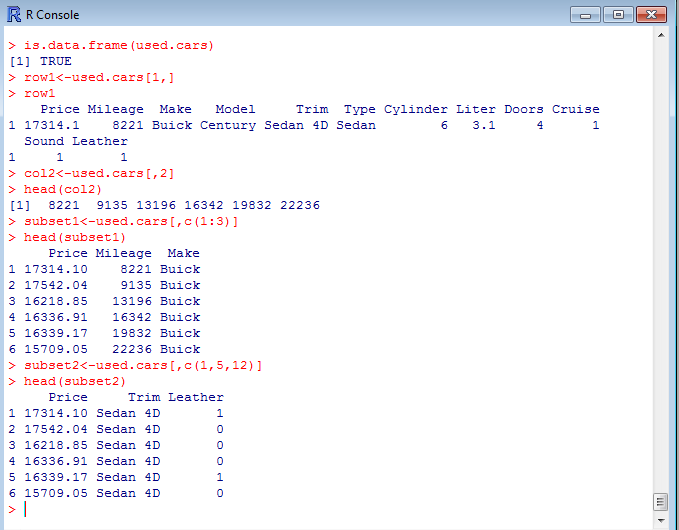 R Console
> is.data.frame(used.cars)
[1] TRUE
> row1<-used.cars[1,]
> row1
    Price Mileage  Make   Model     Trim  Type Cylinder Liter Doors Cruise
1 17314.1    8221 Buick Century Sedan 4D Sedan        6   3.1     4      1
  Sound Leather
1     1       1
> col2<-used.cars[,2]
> head(col2)
[1]  8221  9135 13196 16342 19832 22236
> subset1<-used.cars[,c(1:3)]
> head(subset1)
     Price Mileage  Make
1 17314.10    8221 Buick
2 17542.04    9135 Buick
3 16218.85   13196 Buick
4 16336.91   16342 Buick
5 16339.17   19832 Buick
6 15709.05   22236 Buick
> subset2<-used.cars[,c(1,5,12)]
> head(subset2)
     Price     Trim Leather
1 17314.10 Sedan 4D       1
2 17542.04 Sedan 4D       0
3 16218.85 Sedan 4D       0
4 16336.91 Sedan 4D       0
5 16339.17 Sedan 4D       1
6 15709.05 Sedan 4D       0
>